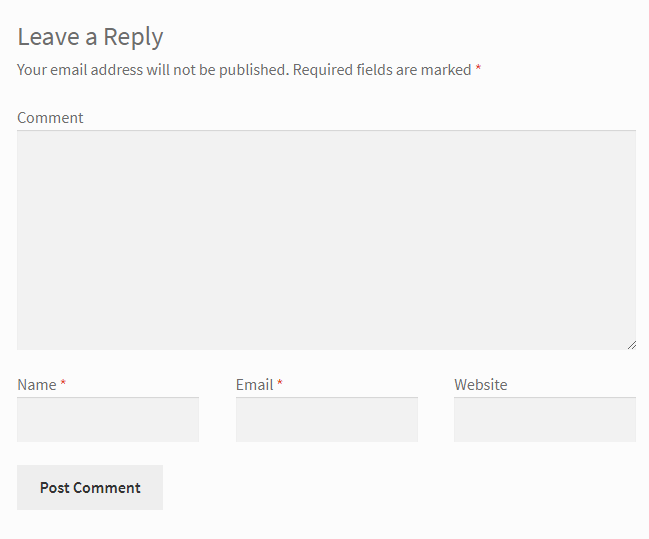 Leave a Reply
Your email address will not be published. Required fields are marked *
Comment
Name * Email * Website
Post Comment